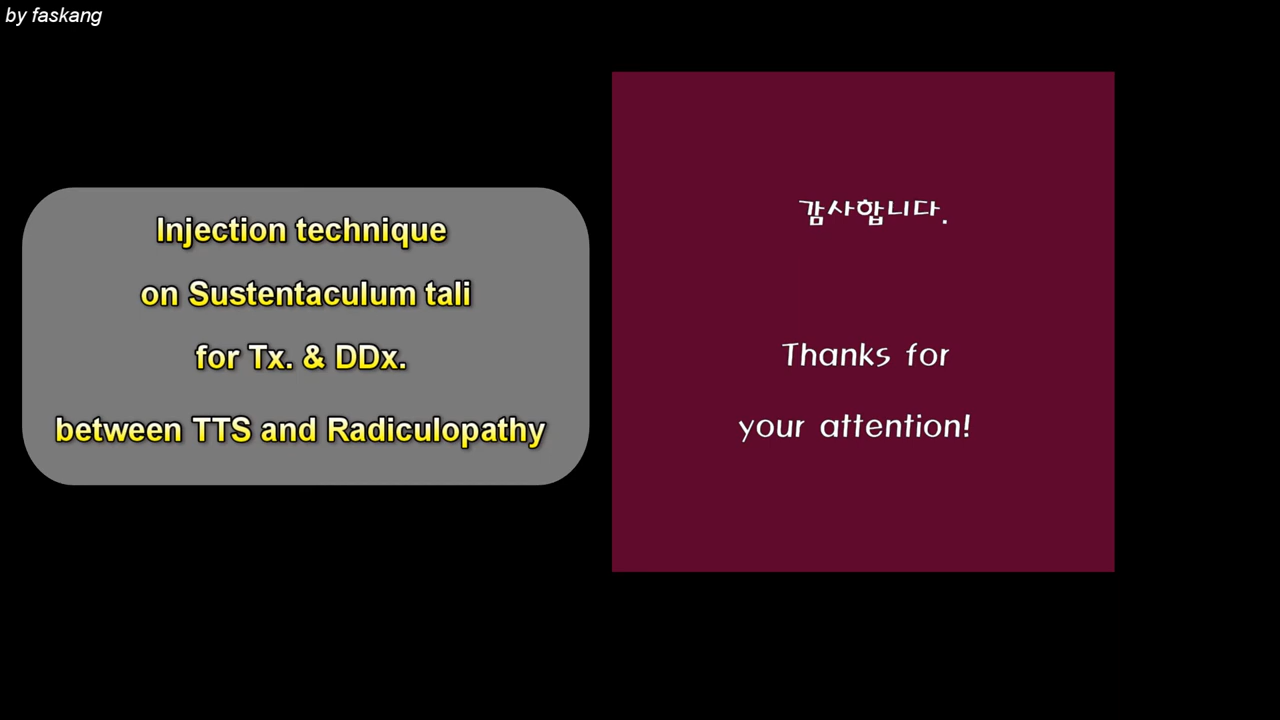 by faskang
Injection technique
on Sustentaculum tali
for Tx. & DDx.
between TTS and Radiculopathy
감사합니다.
Thanks for
your attention!